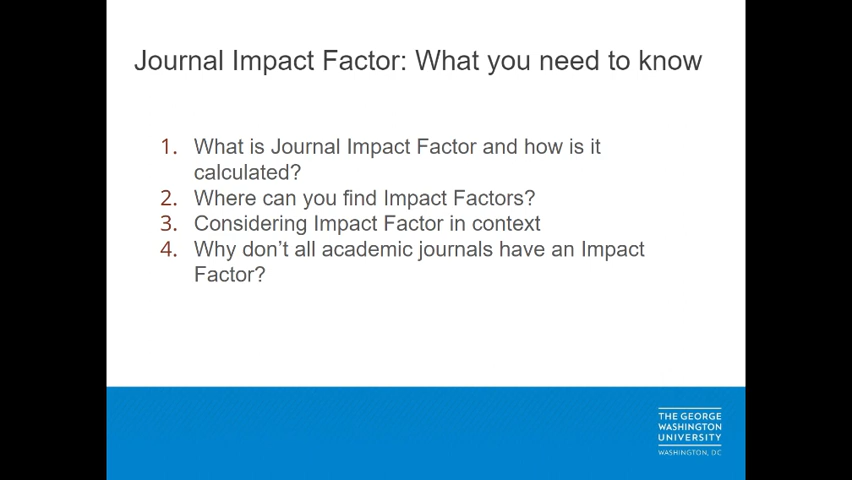 Journal Impact Factor: What you need to know
1. What is Journal Impact Factor and how is it
calculated?
2. Where can you find Impact Factors?
3. Considering Impact Factor in context
4. Why don't all academic journals have an Impact
Factor?
THE GEORGE
WASHINGTON
UNIVERSITY
WASHINGTON, DC